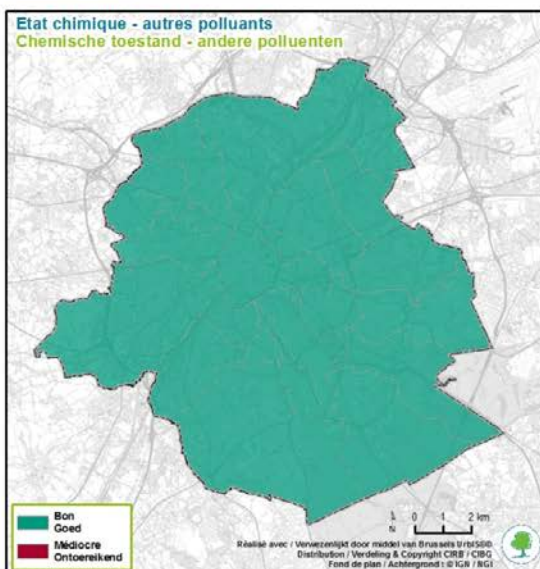 Etat chimique - autres polluants
Chemische toestand - andere polluenten
Bon
Goed
Médiocre
Ontoereikend
N
0 1 2 km
Réalisé avec / Verwezenlijkt door middel van Brussels UrbIS®©
Distribution / Verdeling & Copyright CIRB / CIBG
Fond de plan / Achtergrond : © IGN / NGI